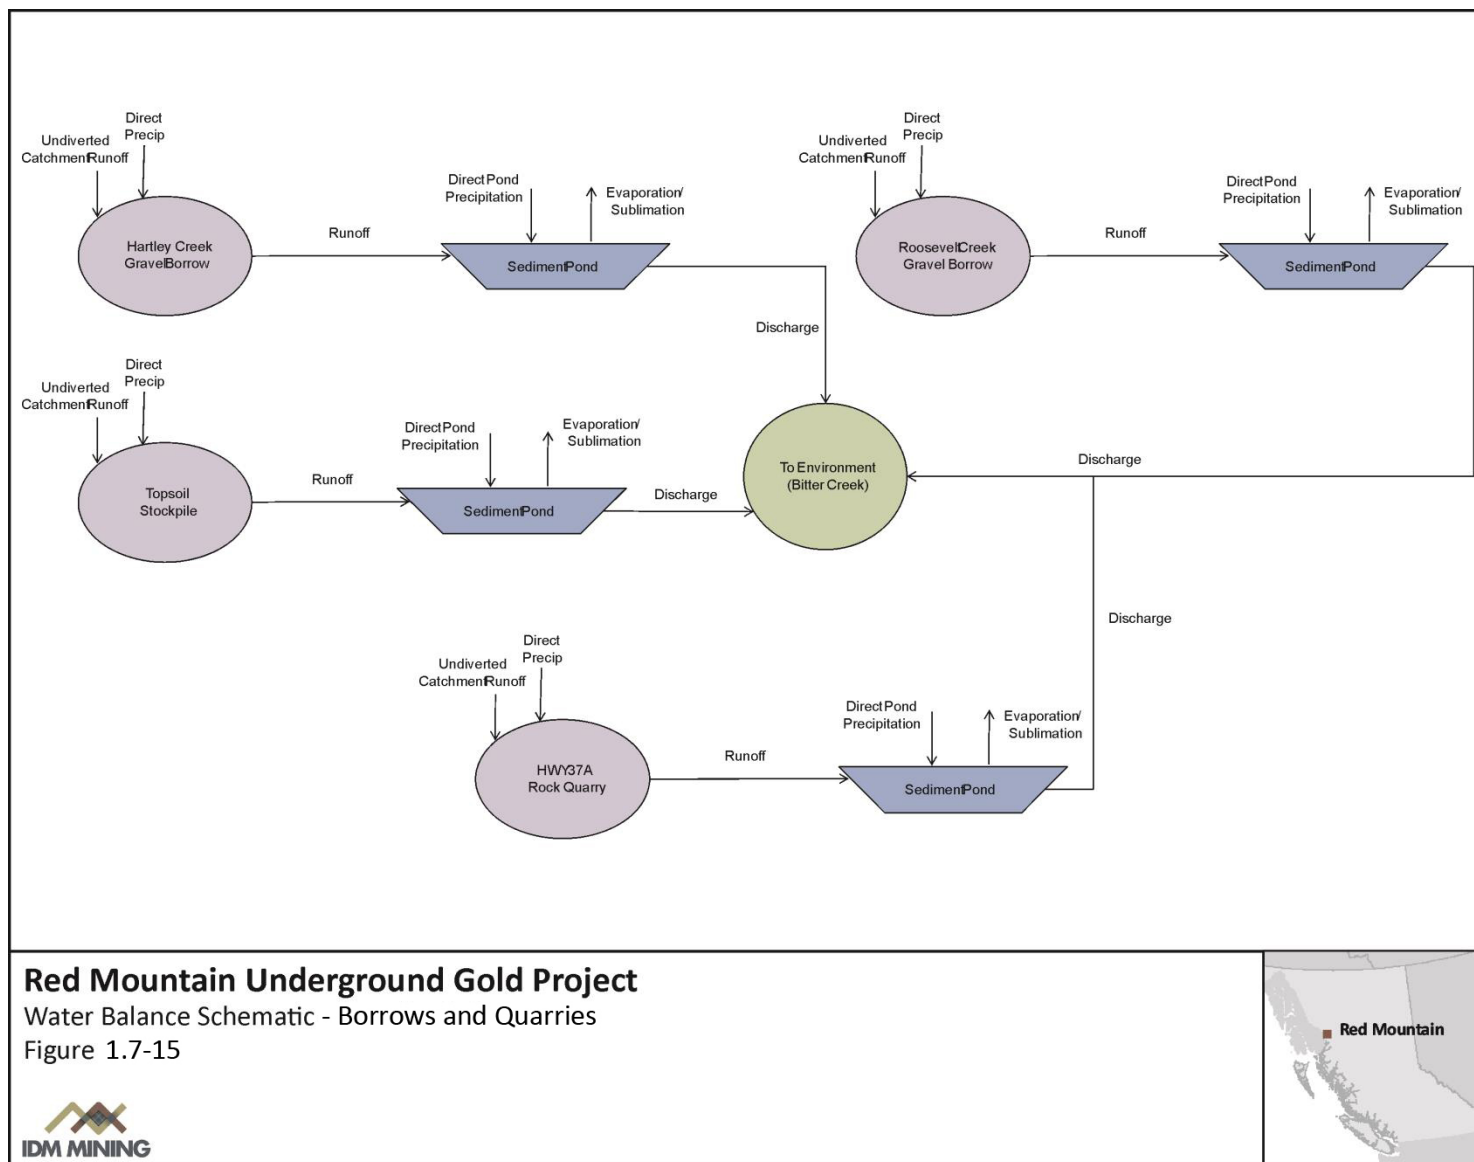 Direct
Precip
Undiverted
Catchment Runoff
Hartley Creek
Gravel Borrow
Runoff
Direct Pond
Precipitation
Evaporation/
Sublimation
Sediment Pond
Discharge
Direct
Precip
Undiverted
Catchment Runoff
Roosevelt Creek
Gravel Borrow
Runoff
Direct Pond
Precipitation
Evaporation/
Sublimation
Sediment Pond
Discharge
Direct
Precip
Undiverted
Catchment Runoff
Topsoil
Stockpile
Runoff
Direct Pond
Precipitation
Evaporation/
Sublimation
Sediment Pond
Discharge
To Environment
(Bitter Creek)
Direct
Precip
Undiverted
Catchment Runoff
HWY37A
Rock Quarry
Runoff
Direct Pond
Precipitation
Evaporation/
Sublimation
Sediment Pond
Discharge
Red Mountain Underground Gold Project
Water Balance Schematic - Borrows and Quarries
Figure 1.7-15
IDM MINING
Red Mountain